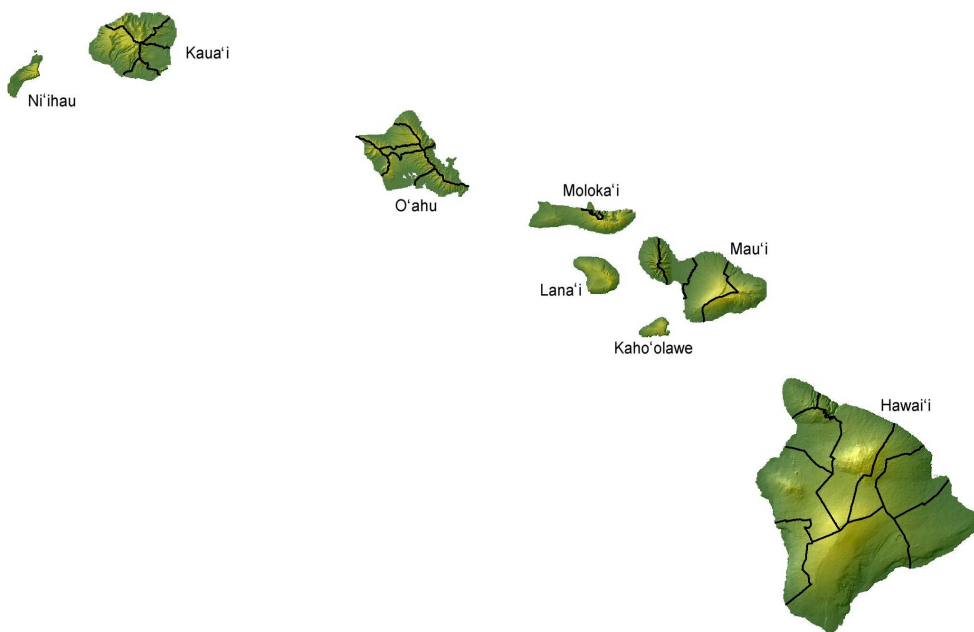 Kaua‘i
Ni‘ihau
O‘ahu
Moloka‘i
Mau‘i
Lana‘i
Kaho‘olawe
Hawai‘i